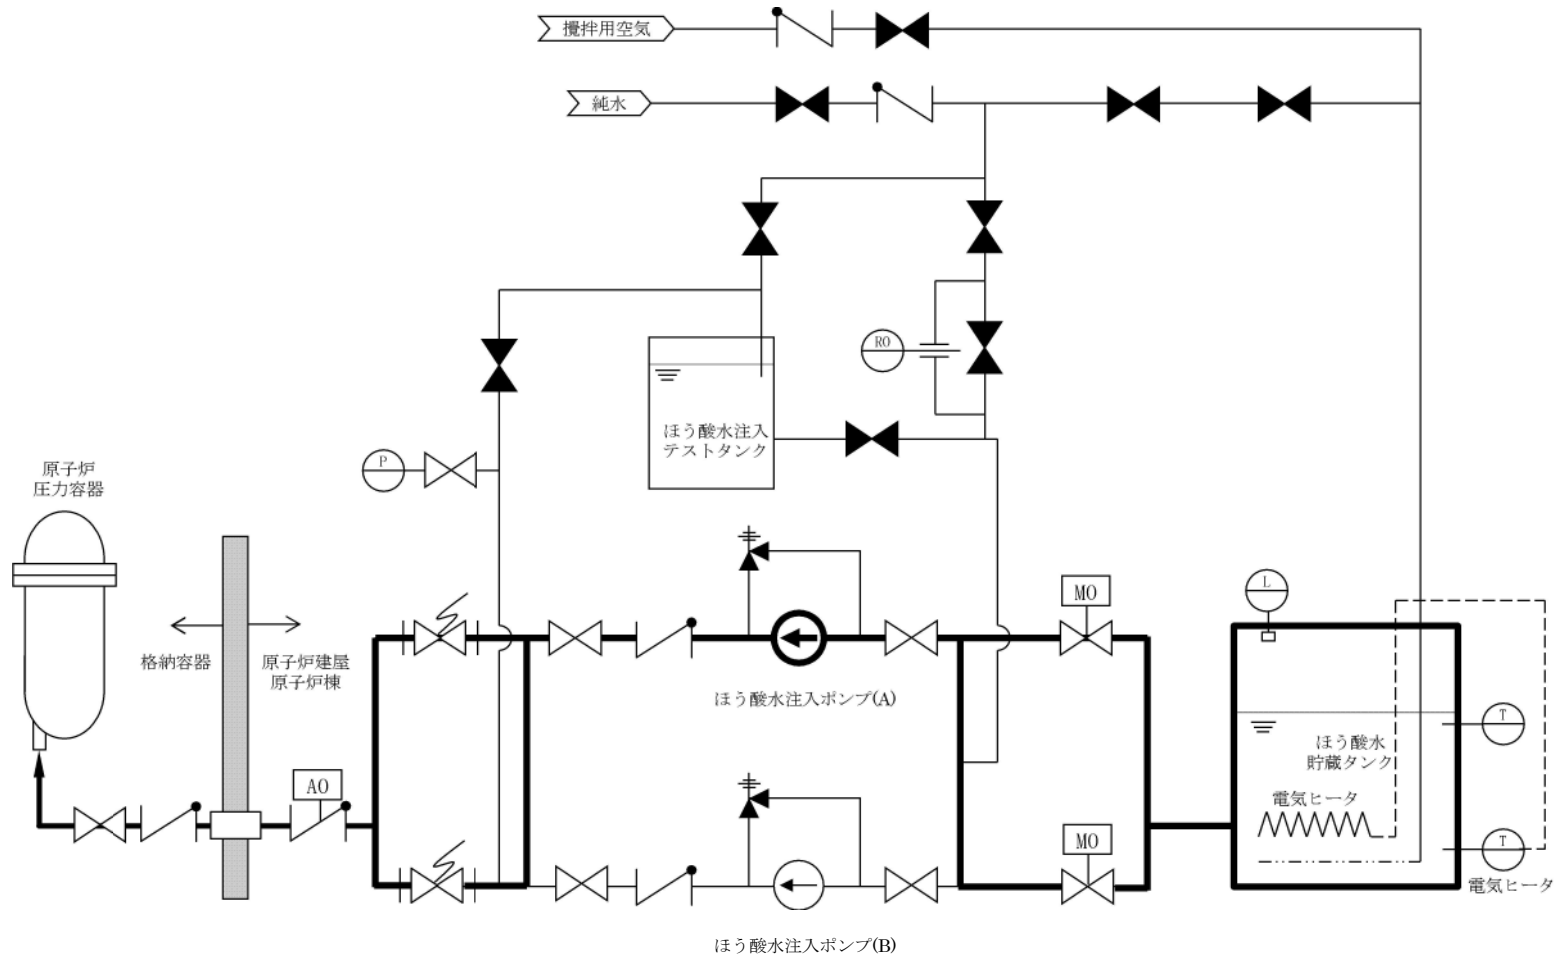 攪拌用空気
純水
RO
ほう酸水注入
テストタンク
P
原子炉
圧力容器
MO
L
格納容器
原子炉建屋
原子炉棟
ほう酸水注入ポンプ(A)
T
ほう酸水
貯蔵タンク
AO
電気ヒータ
MO
T
電気ヒータ
ほう酸水注入ポンプ(B)